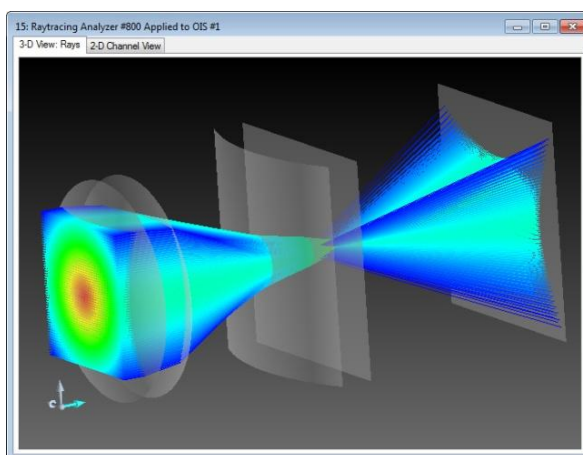 15: Raytracing Analyzer #800 Applied to OIS #1
3-D View: Rays 2-D Channel View